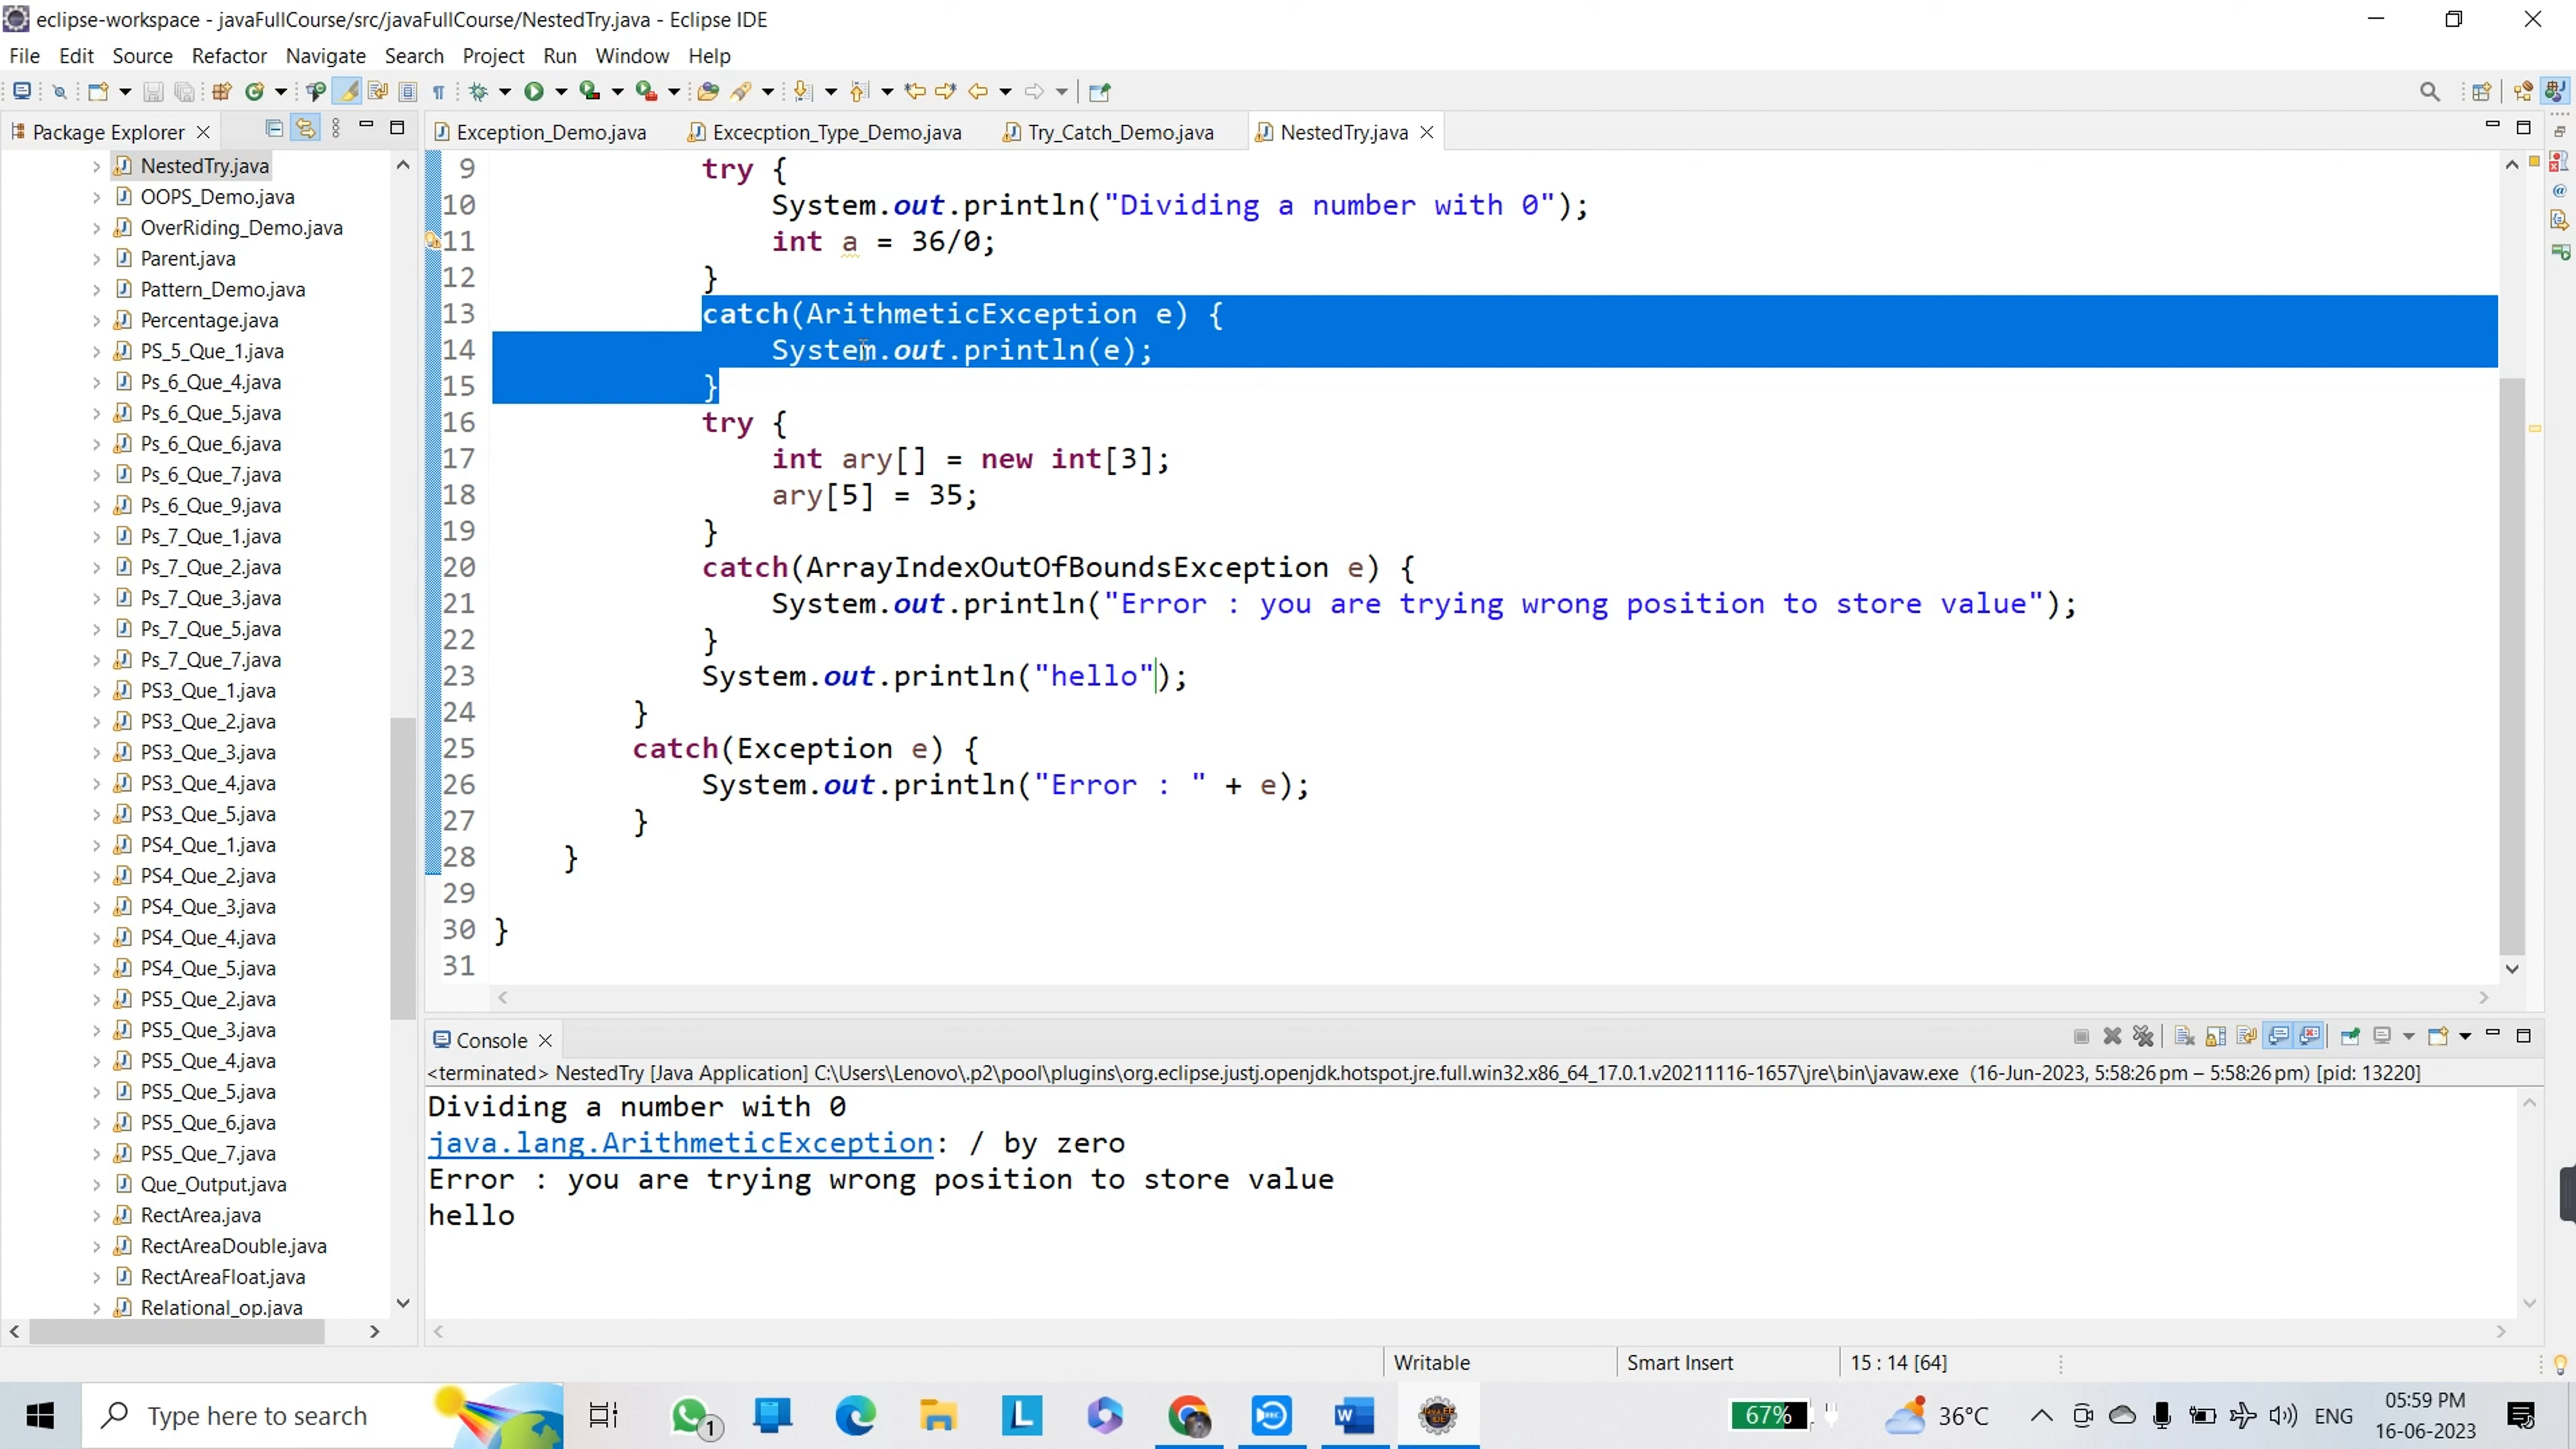 eclipse-workspace - javaFullCourse/src/javaFullCourse/NestedTry.java - Eclipse IDE
File Edit Source Refactor Navigate Search Project Run Window Help
Package Explorer
Exception_Demo.java Excecption_Type_Demo.java Try_Catch_Demo.java NestedTry.java
NestedTry.java
OOPS_Demo.java
OverRiding_Demo.java
Parent.java
Pattern_Demo.java
Percentage.java
PS_5_Que_1.java
Ps_6_Que_4.java
Ps_6_Que_5.java
Ps_6_Que_6.java
Ps_6_Que_7.java
Ps_6_Que_9.java
Ps_7_Que_1.java
Ps_7_Que_2.java
Ps_7_Que_3.java
Ps_7_Que_5.java
Ps_7_Que_7.java
PS3_Que_1.java
PS3_Que_2.java
PS3_Que_3.java
PS3_Que_4.java
PS3_Que_5.java
PS4_Que_1.java
PS4_Que_2.java
PS4_Que_3.java
PS4_Que_4.java
PS4_Que_5.java
PS5_Que_2.java
PS5_Que_3.java
PS5_Que_4.java
PS5_Que_5.java
PS5_Que_6.java
PS5_Que_7.java
Que_Output.java
RectArea.java
RectAreaDouble.java
RectAreaFloat.java
Relational_op.java
9 try {
10 System.out.println("Dividing a number with 0");
11 int a = 36/0;
12 }
13 catch(ArithmeticException e) {
14 System.out.println(e);
15 }
16 try {
17 int ary[] = new int[3];
18 ary[5] = 35;
19 }
20 catch(ArrayIndexOutOfBoundsException e) {
21 System.out.println("Error : you are trying wrong position to store value");
22 }
23 System.out.println("hello");
24 }
25 catch(Exception e) {
26 System.out.println("Error : " + e);
27 }
28 }
29
30 }
31
Console
<terminated> NestedTry [Java Application] C:\Users\Lenovo\.p2\pool\plugins\org.eclipse.justj.openjdk.hotspot.jre.full.win32.x86_64_17.0.1.v20211116-1657\jre\bin\javaw.exe (16-Jun-2023, 5:58:26 pm – 5:58:26 pm) [pid: 13220]
Dividing a number with 0
java.lang.ArithmeticException: / by zero
Error : you are trying wrong position to store value
hello
Writable Smart Insert 15 : 14 [64]
Type here to search
1
67% 36°C ENG 05:59 PM
16-06-2023